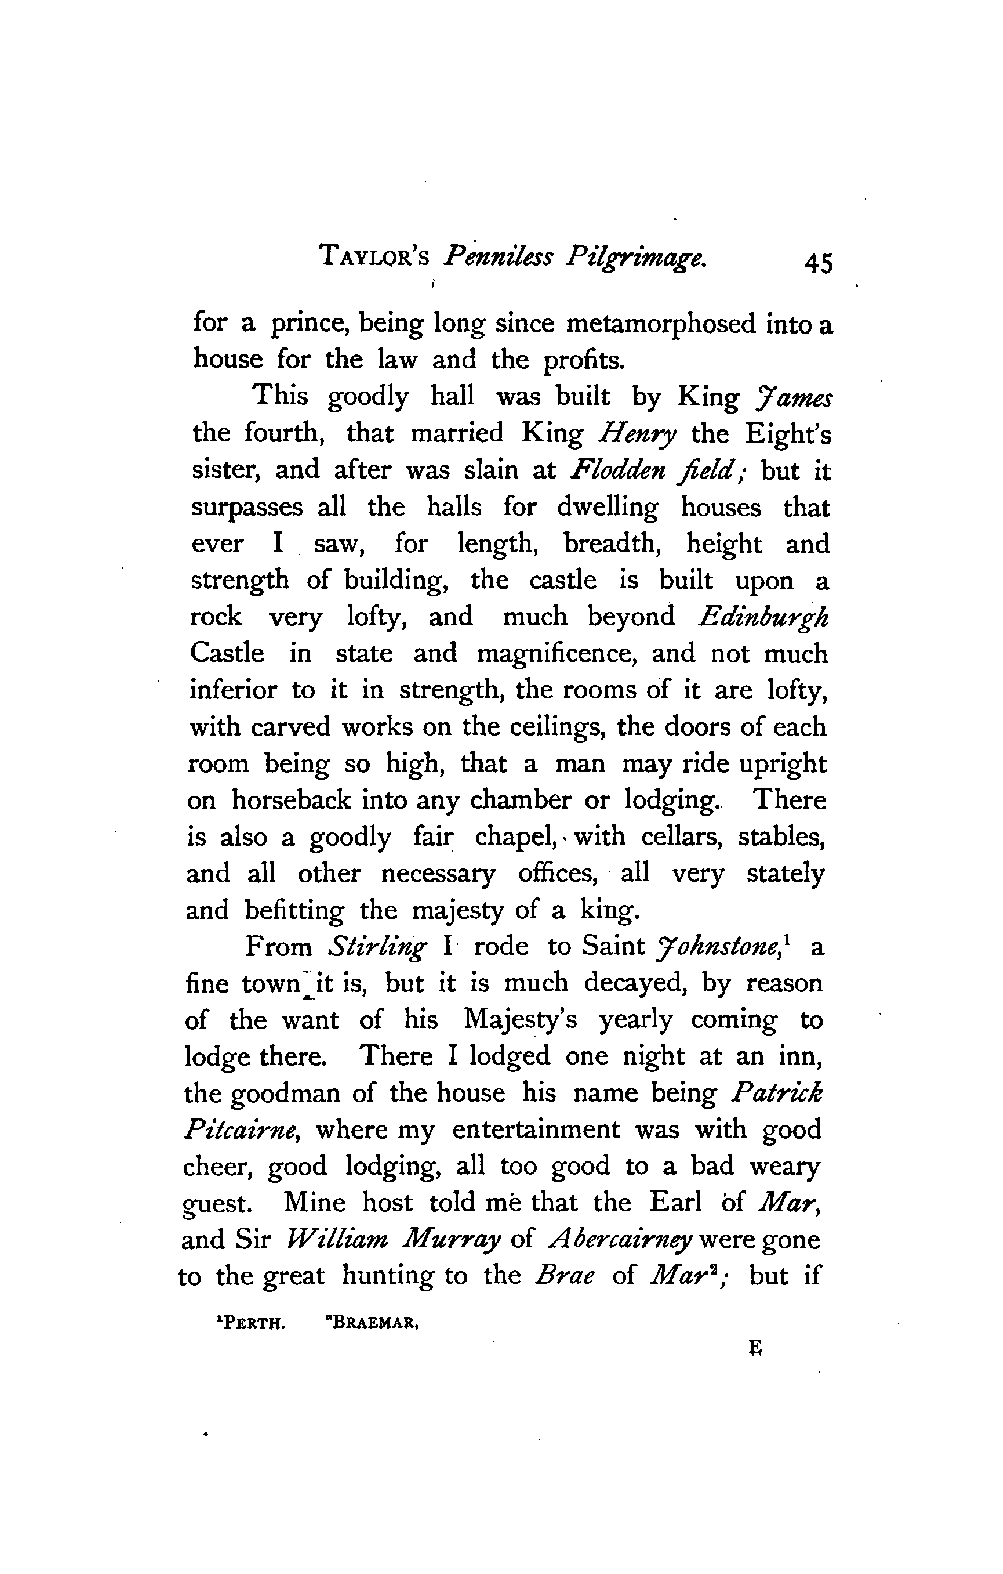 TAYLOR'S Penniless Pilgrimage. 45
for a prince, being long since metamorphosed into a
house for the law and the profits.
This goodly hall was built by King James
the fourth, that married King Henry the Eight's
sister, and after was slain at Flodden field; but it
surpasses all the halls for dwelling houses that
ever I saw, for length, breadth, height and
strength of building, the castle is built upon a
rock very lofty, and much beyond Edinburgh
Castle in state and magnificence, and not much
inferior to it in strength, the rooms of it are lofty,
with carved works on the ceilings, the doors of each
room being so high, that a man may ride upright
on horseback into any chamber or lodging. There
is also a goodly fair chapel, with cellars, stables,
and all other necessary offices, all very stately
and befitting the majesty of a king.
From Stirling I rode to Saint Johnstone,¹ a
fine town it is, but it is much decayed, by reason
of the want of his Majesty's yearly coming to
lodge there. There I lodged one night at an inn,
the goodman of the house his name being Patrick
Pitcairne, where my entertainment was with good
cheer, good lodging, all too good to a bad weary
guest. Mine host told me that the Earl of Mar,
and Sir William Murray of Abercairney were gone
to the great hunting to the Brae of Mar²; but if
¹PERTH. ²BRAEMAR,
E